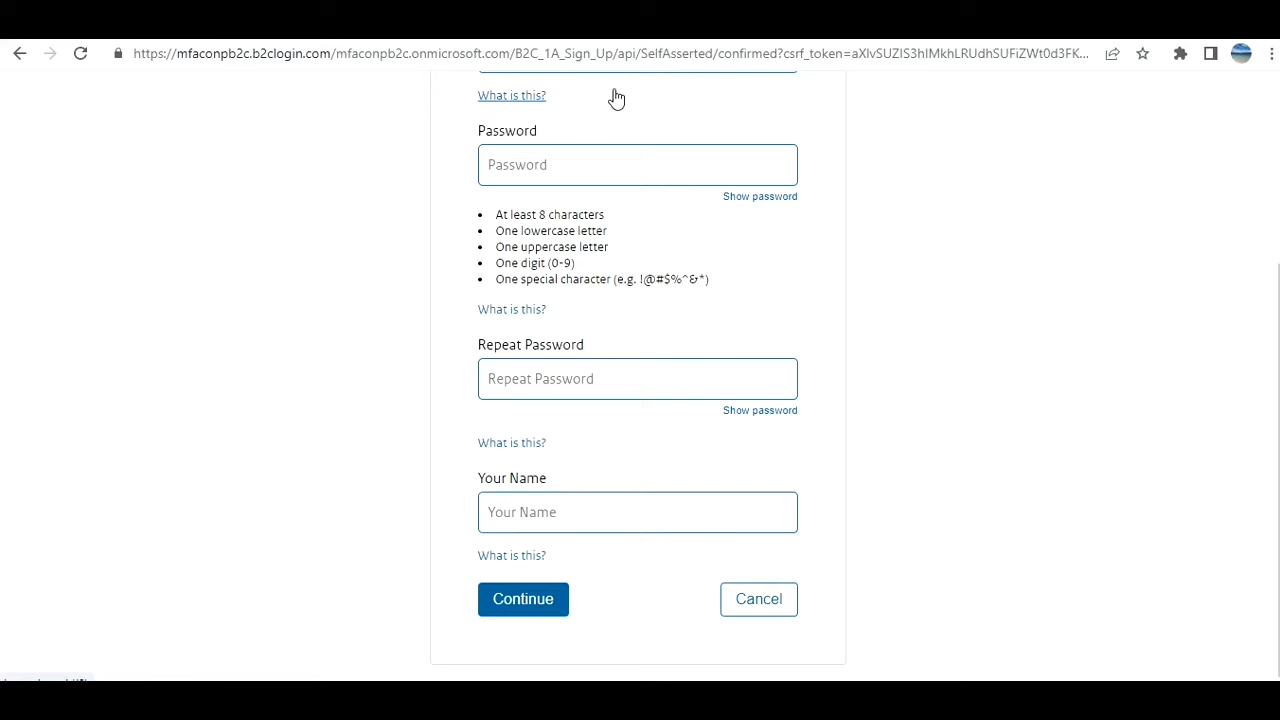 https://mfaconpb2c.b2clogin.com/mfaconpb2c.onmicrosoft.com/B2C_1A_Sign_Up/api/SelfAsserted/confirmed?csrf_token=aXlvSUZlS3hIMkhLRUdhSUFiZWt0d3FK...
What is this?
Password
Password
Show password
• At least 8 characters
• One lowercase letter
• One uppercase letter
• One digit (0-9)
• One special character (e.g. !@#$%^&*)
What is this?
Repeat Password
Repeat Password
Show password
What is this?
Your Name
Your Name
What is this?
Continue
Cancel